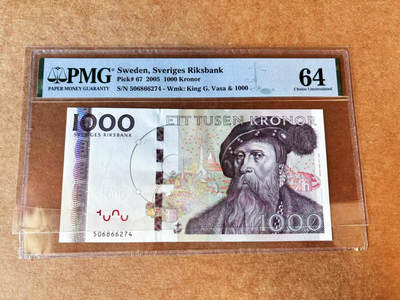 PMG
PAPER MONEY GUARANTY
Sweden, Sveriges Riksbank
Pick# 67 2005 1000 Kronor
S/N 506866274 - Wmk: King G. Vasa & 1000
64
Choice Uncirculated
1000
SVERIGES RIKSBANK
ETT TUSEN KRONOR
506866274
1000